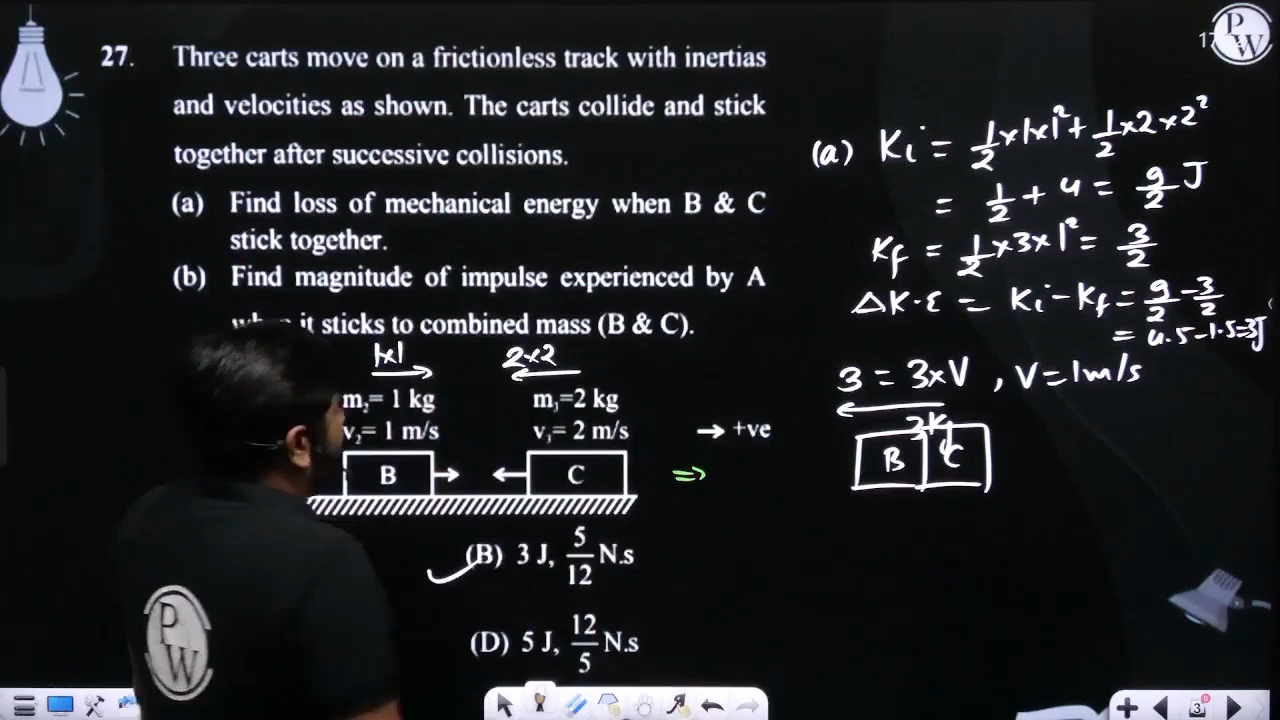 27. Three carts move on a frictionless track with inertias
and velocities as shown. The carts collide and stick
together after successive collisions.
(a) Find loss of mechanical energy when B & C
stick together.
(b) Find magnitude of impulse experienced by A
it sticks to combined mass (B & C).
1×1 2×2
m₂= 1 kg m₃=2 kg
v₂= 1 m/s v₃= 2 m/s → +ve
B C
⇒
(B) 3 J, 5/12 N.s
(D) 5 J, 12/5 N.s
(a) Ki = 1/2×1×1² + 1/2×2×2²
= 1/2 + 4 = 9/2 J
Kf = 1/2×3×1² = 3/2
ΔK·E = Ki – Kf = 9/2 – 3/2
= 4.5 – 1.5 = 3J
3 = 3×V , V = 1m/s
B C
P
W
P
W
3